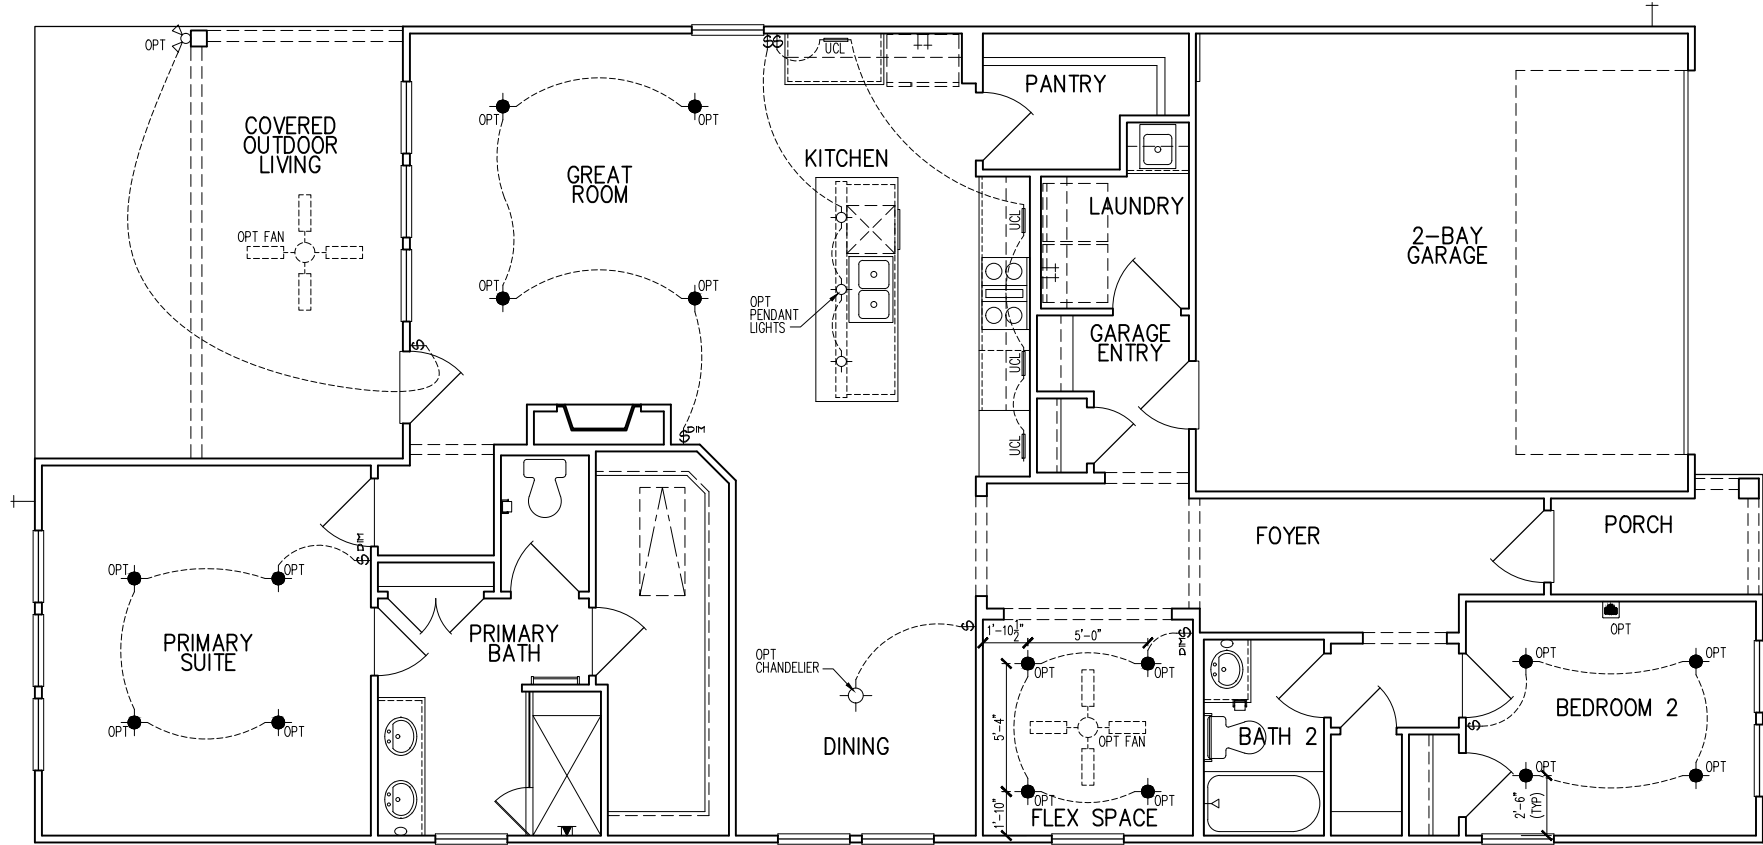 OPT
UCL
PANTRY
COVERED
OUTDOOR
LIVING
OPT
OPT
KITCHEN
GREAT
ROOM
LAUNDRY
UCL
OPT FAN
2-BAY
GARAGE
OPT
OPT
OPT
PENDANT
LIGHTS
GARAGE
ENTRY
UCL
DIM
UCL
FOYER
PORCH
DIM
OPT
OPT
PRIMARY
SUITE
PRIMARY
BATH
OPT
OPT
OPT
CHANDELIER
DINING
1'-10½"
5'-0"
DIM
OPT
OPT
5'-4"
OPT FAN
OPT
OPT
1'-10"
FLEX SPACE
BATH 2
OPT
OPT
OPT
BEDROOM 2
OPT
OPT
2'-6"
(TYP)